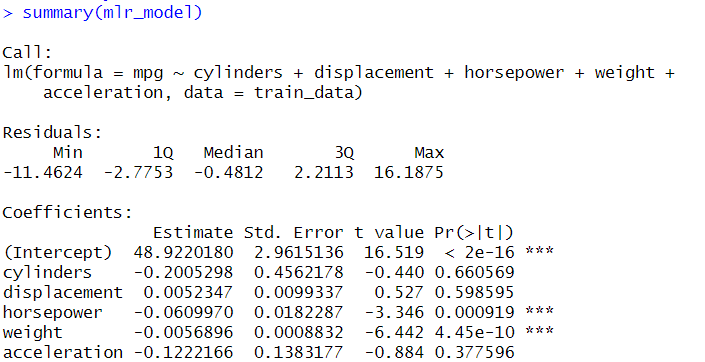 > summary(mlr_model)
Call:
lm(formula = mpg ~ cylinders + displacement + horsepower + weight +
    acceleration, data = train_data)
Residuals:
     Min       1Q   Median       3Q      Max
-11.4624  -2.7753  -0.4812   2.2113  16.1875
Coefficients:
               Estimate Std. Error t value Pr(>|t|)
(Intercept)  48.9220180  2.9615136  16.519  < 2e-16 ***
cylinders    -0.2005298  0.4562178  -0.440 0.660569
displacement  0.0052347  0.0099337   0.527 0.598595
horsepower   -0.0609970  0.0182287  -3.346 0.000919 ***
weight       -0.0056896  0.0008832  -6.442 4.45e-10 ***
acceleration -0.1222166  0.1383177  -0.884 0.377596